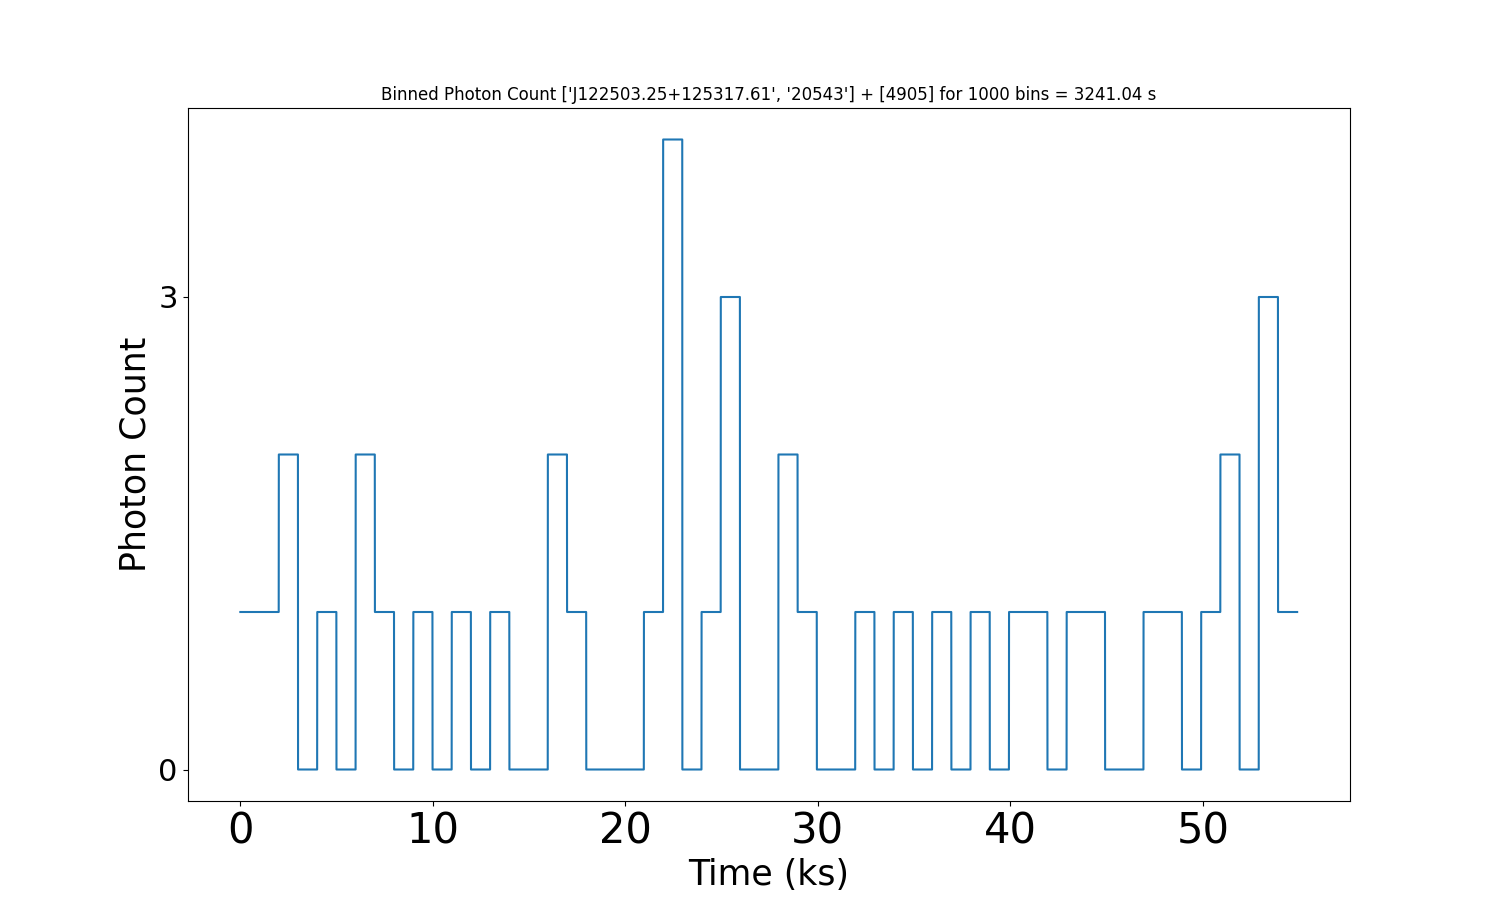 Binned Photon Count ['J122503.25+125317.61', '20543'] + [4905] for 1000 bins = 3241.04 s
Photon Count
3
0
0 10 20 30 40 50
Time (ks)